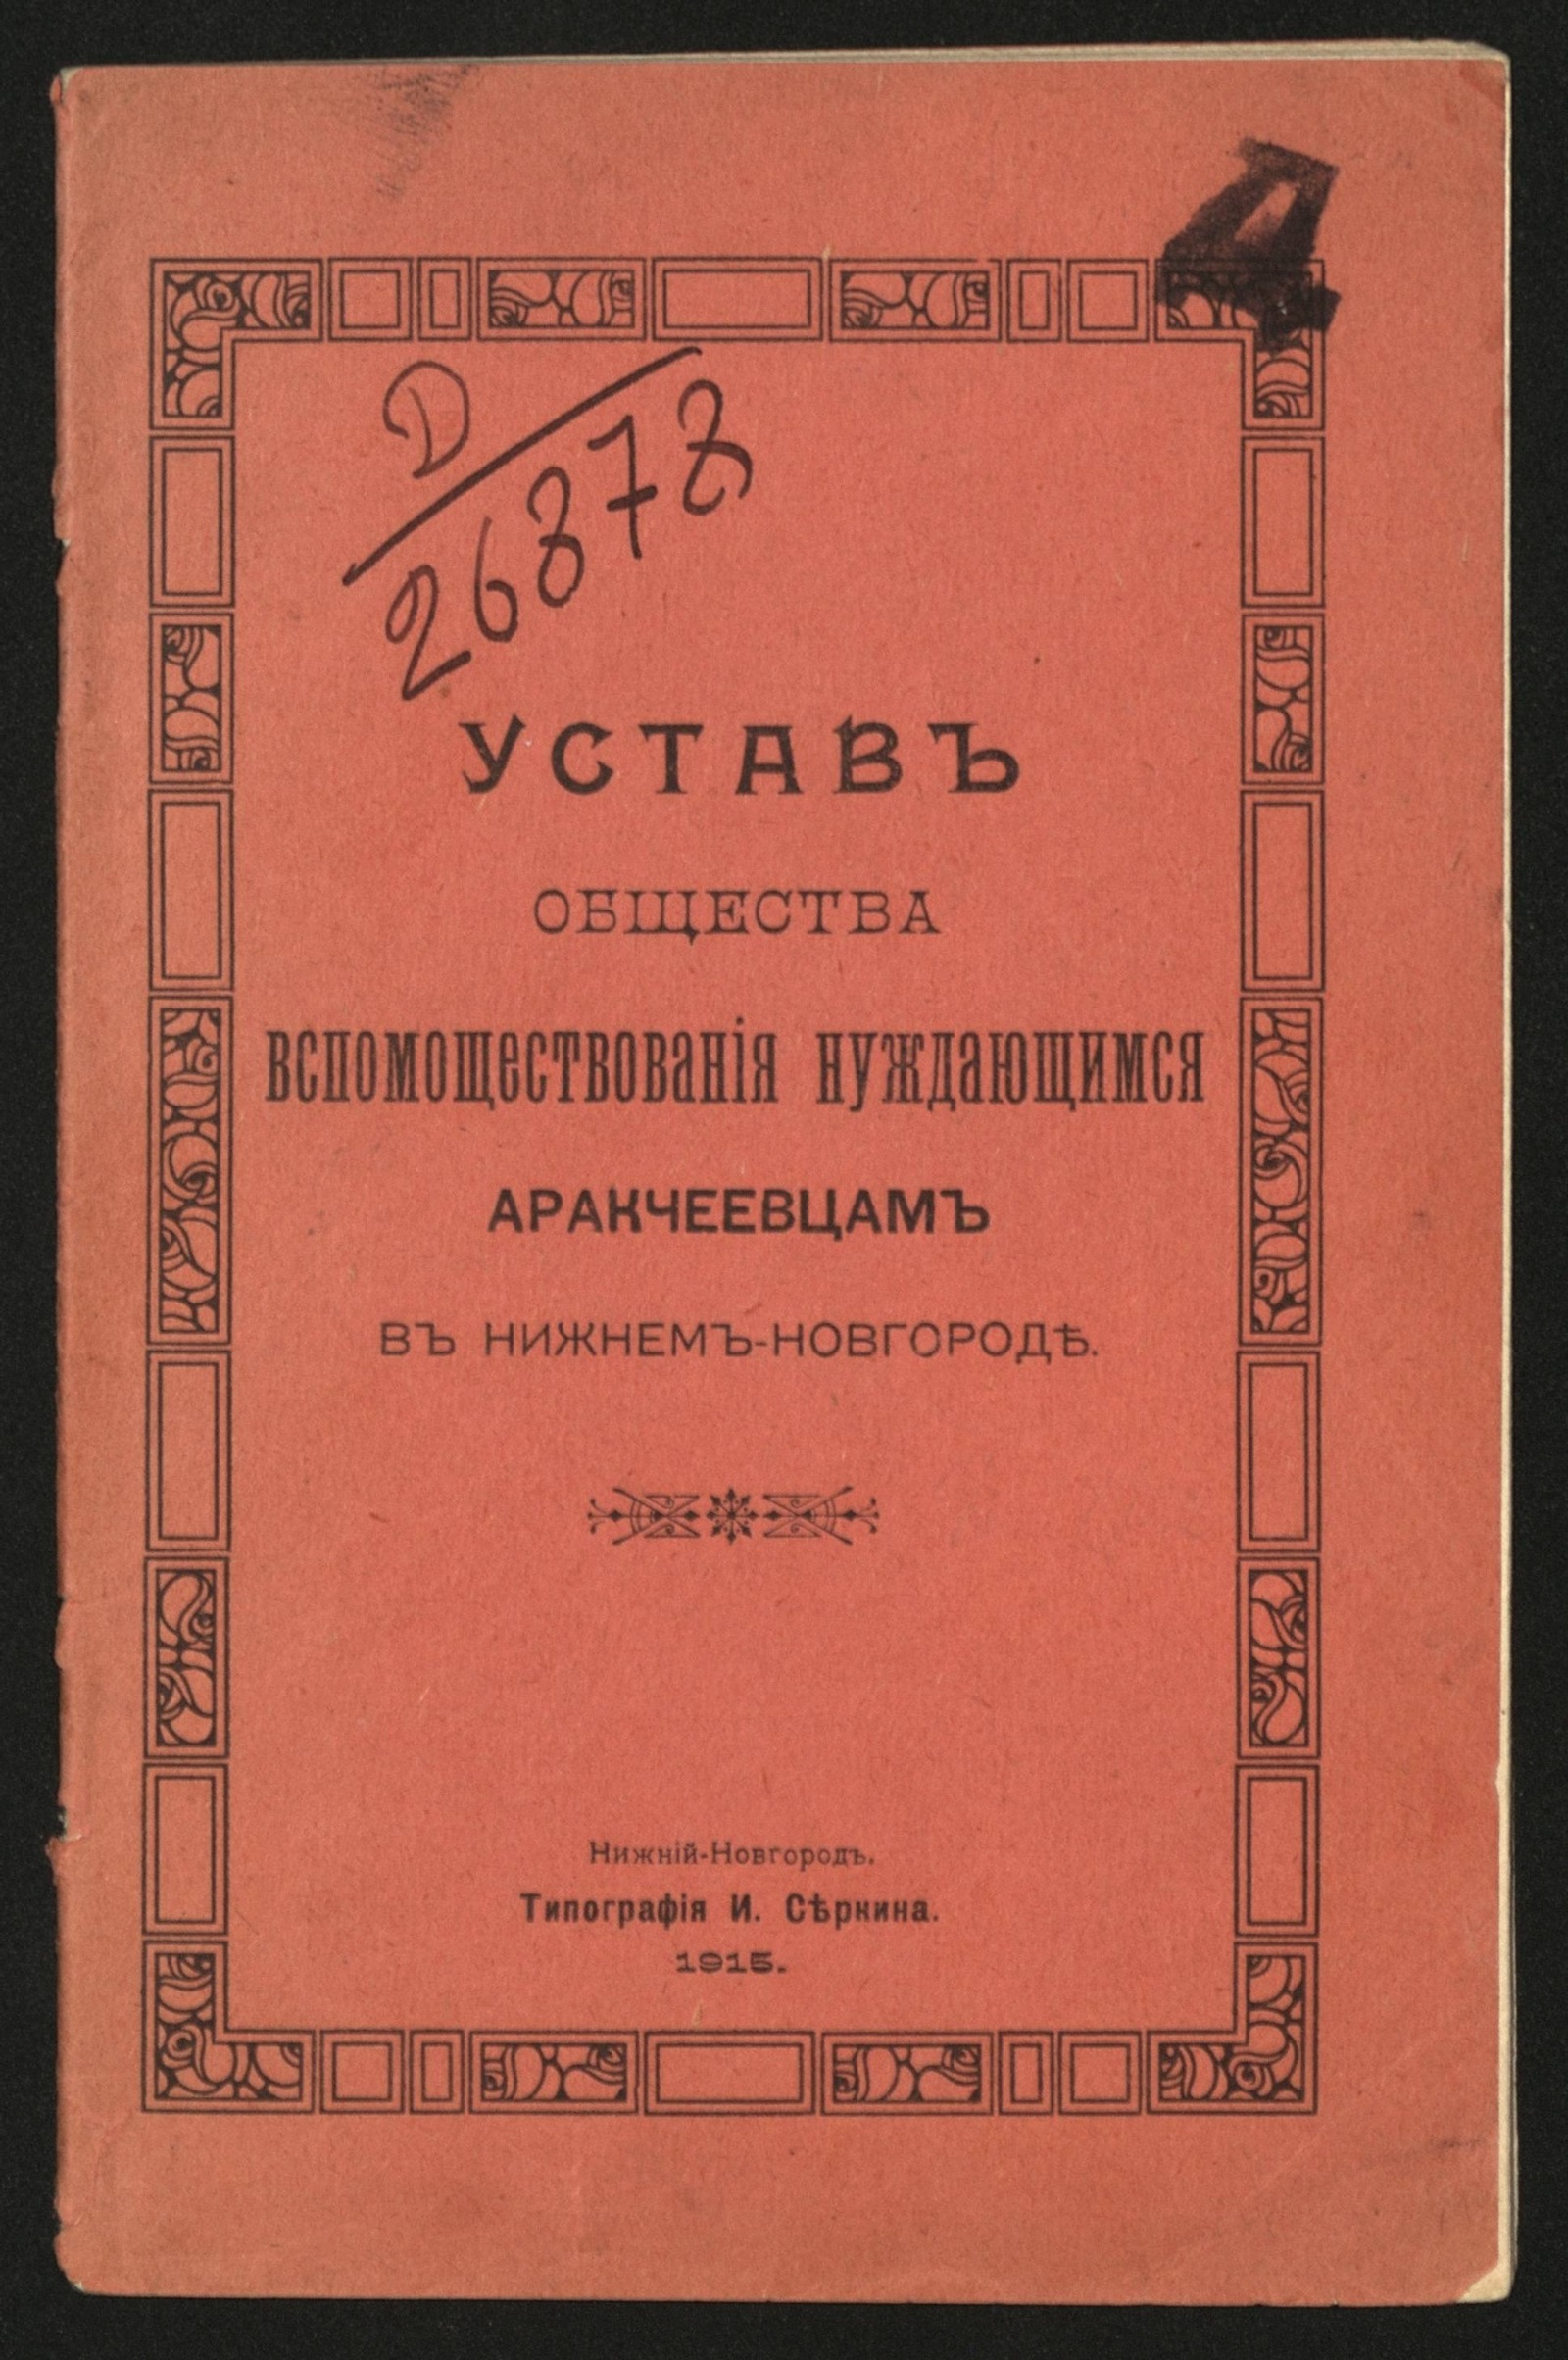 Д
26878
УСТАВЪ
ОБЩЕСТВА
вспомоществованія нуждающимся
АРАКЧЕЕВЦАМЪ
ВЪ НИЖНЕМЪ-НОВГОРОДѢ.
Нижній-Новгородъ.
Типографія И. Сѣркина.
1915.